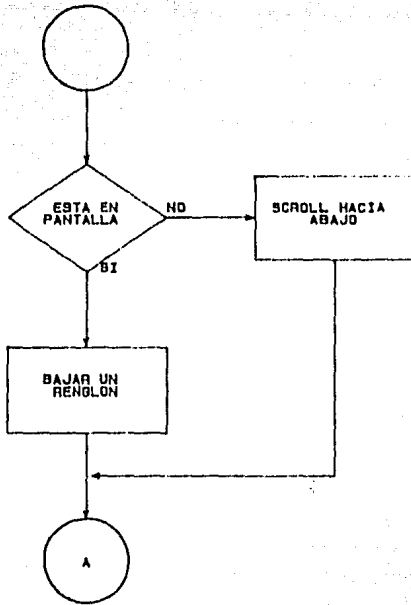 ESTA EN
PANTALLA
NO
SCROLL HACIA
ABAJO
SI
BAJAR UN
RENGLON
A